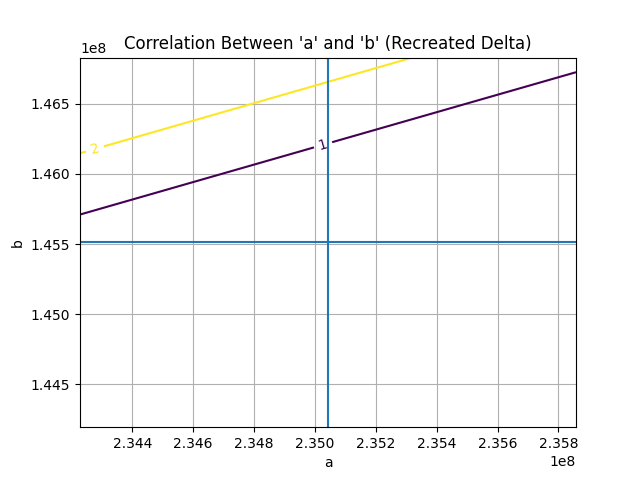 Correlation Between 'a' and 'b' (Recreated Delta)
1e8
1.465
1.460
1.455
1.450
1.445
b
2
1
2.344 2.346 2.348 2.350 2.352 2.354 2.356 2.358
a
1e8